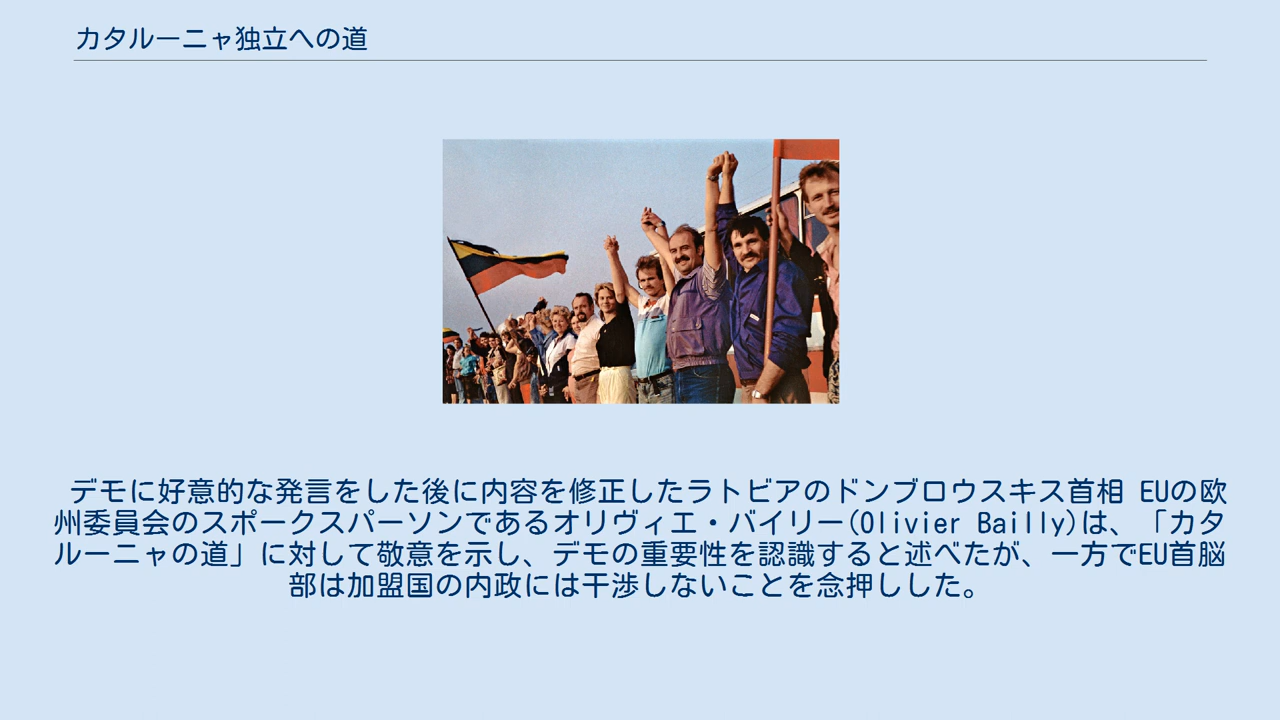 カタルーニャ独立への道
デモに好意的な発言をした後に内容を修正したラトビアのドンブロウスキス首相 EUの欧
州委員会のスポークスパーソンであるオリヴィエ・バイリー(Olivier Bailly)は、「カタ
ルーニャの道」に対して敬意を示し、デモの重要性を認識すると述べたが、一方でEU首脳
部は加盟国の内政には干渉しないことを念押しした。